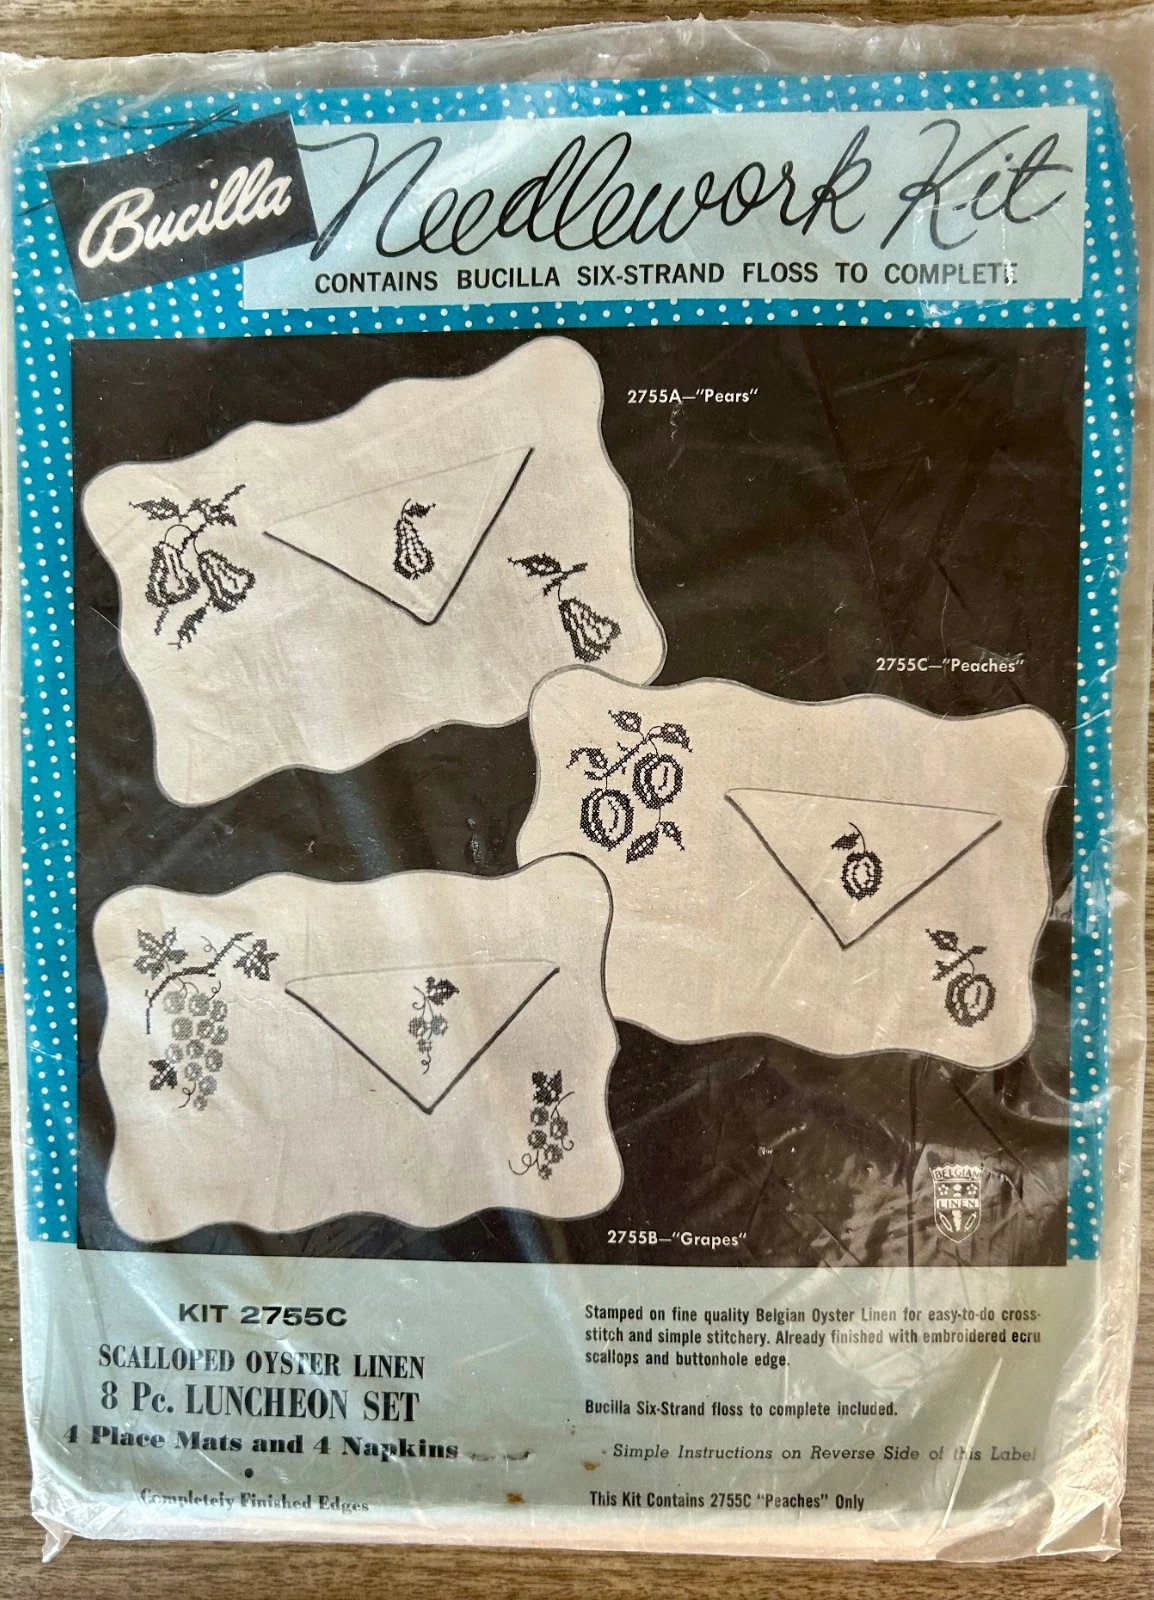 Bucilla
Needlework Kit
CONTAINS BUCILLA SIX-STRAND FLOSS TO COMPLETE
2755A—"Pears"
2755C—"Peaches"
2755B—"Grapes"
BELGIAN
LINEN
KIT 2755C
SCALLOPED OYSTER LINEN
8 Pc. LUNCHEON SET
4 Place Mats and 4 Napkins
•
Completely Finished Edges
Stamped on fine quality Belgian Oyster Linen for easy-to-do cross-
stitch and simple stitchery. Already finished with embroidered ecru
scallops and buttonhole edge.
Bucilla Six-Strand floss to complete included.
Simple Instructions on Reverse Side of this Label
This Kit Contains 2755C "Peaches" Only